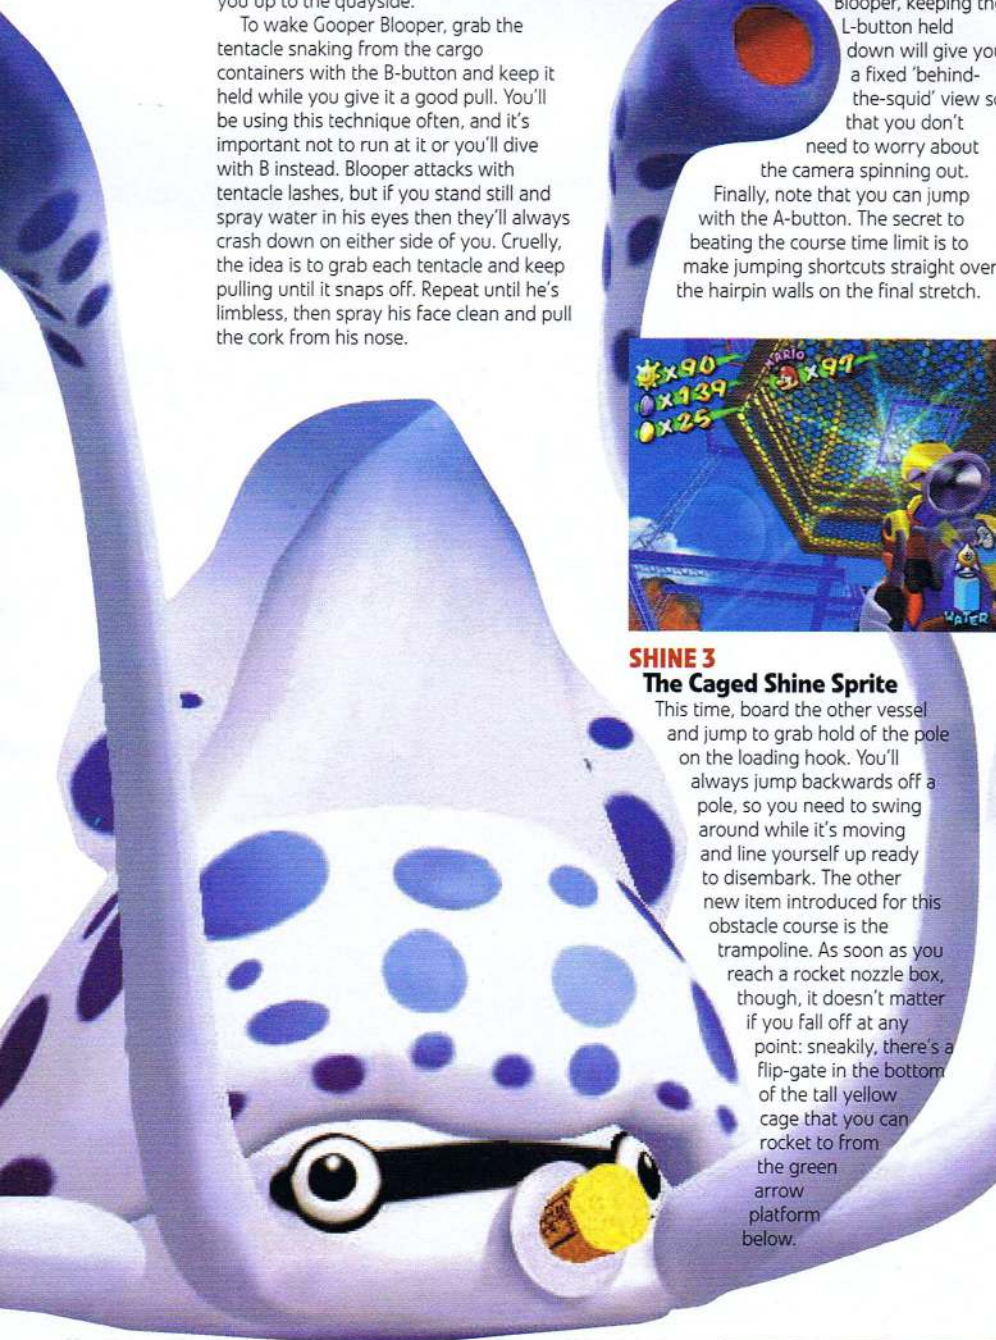 you up to the quayside.
To wake Gooper Blooper, grab the
tentacle snaking from the cargo
containers with the B-button and keep it
held while you give it a good pull. You'll
be using this technique often, and it's
important not to run at it or you'll dive
with B instead. Blooper attacks with
tentacle lashes, but if you stand still and
spray water in his eyes then they'll always
crash down on either side of you. Cruelly,
the idea is to grab each tentacle and keep
pulling until it snaps off. Repeat until he's
limbless, then spray his face clean and pull
the cork from his nose.
Blooper, keeping the
L-button held
down will give you
a fixed 'behind-
the-squid' view so
that you don't
need to worry about
the camera spinning out.
Finally, note that you can jump
with the A-button. The secret to
beating the course time limit is to
make jumping shortcuts straight over
the hairpin walls on the final stretch.
x90
MARIO
x97
x139
x25
WATER
SHINE 3
The Caged Shine Sprite
This time, board the other vessel
and jump to grab hold of the pole
on the loading hook. You'll
always jump backwards off a
pole, so you need to swing
around while it's moving
and line yourself up ready
to disembark. The other
new item introduced for this
obstacle course is the
trampoline. As soon as you
reach a rocket nozzle box,
though, it doesn't matter
if you fall off at any
point: sneakily, there's a
flip-gate in the bottom
of the tall yellow
cage that you can
rocket to from
the green
arrow
platform
below.